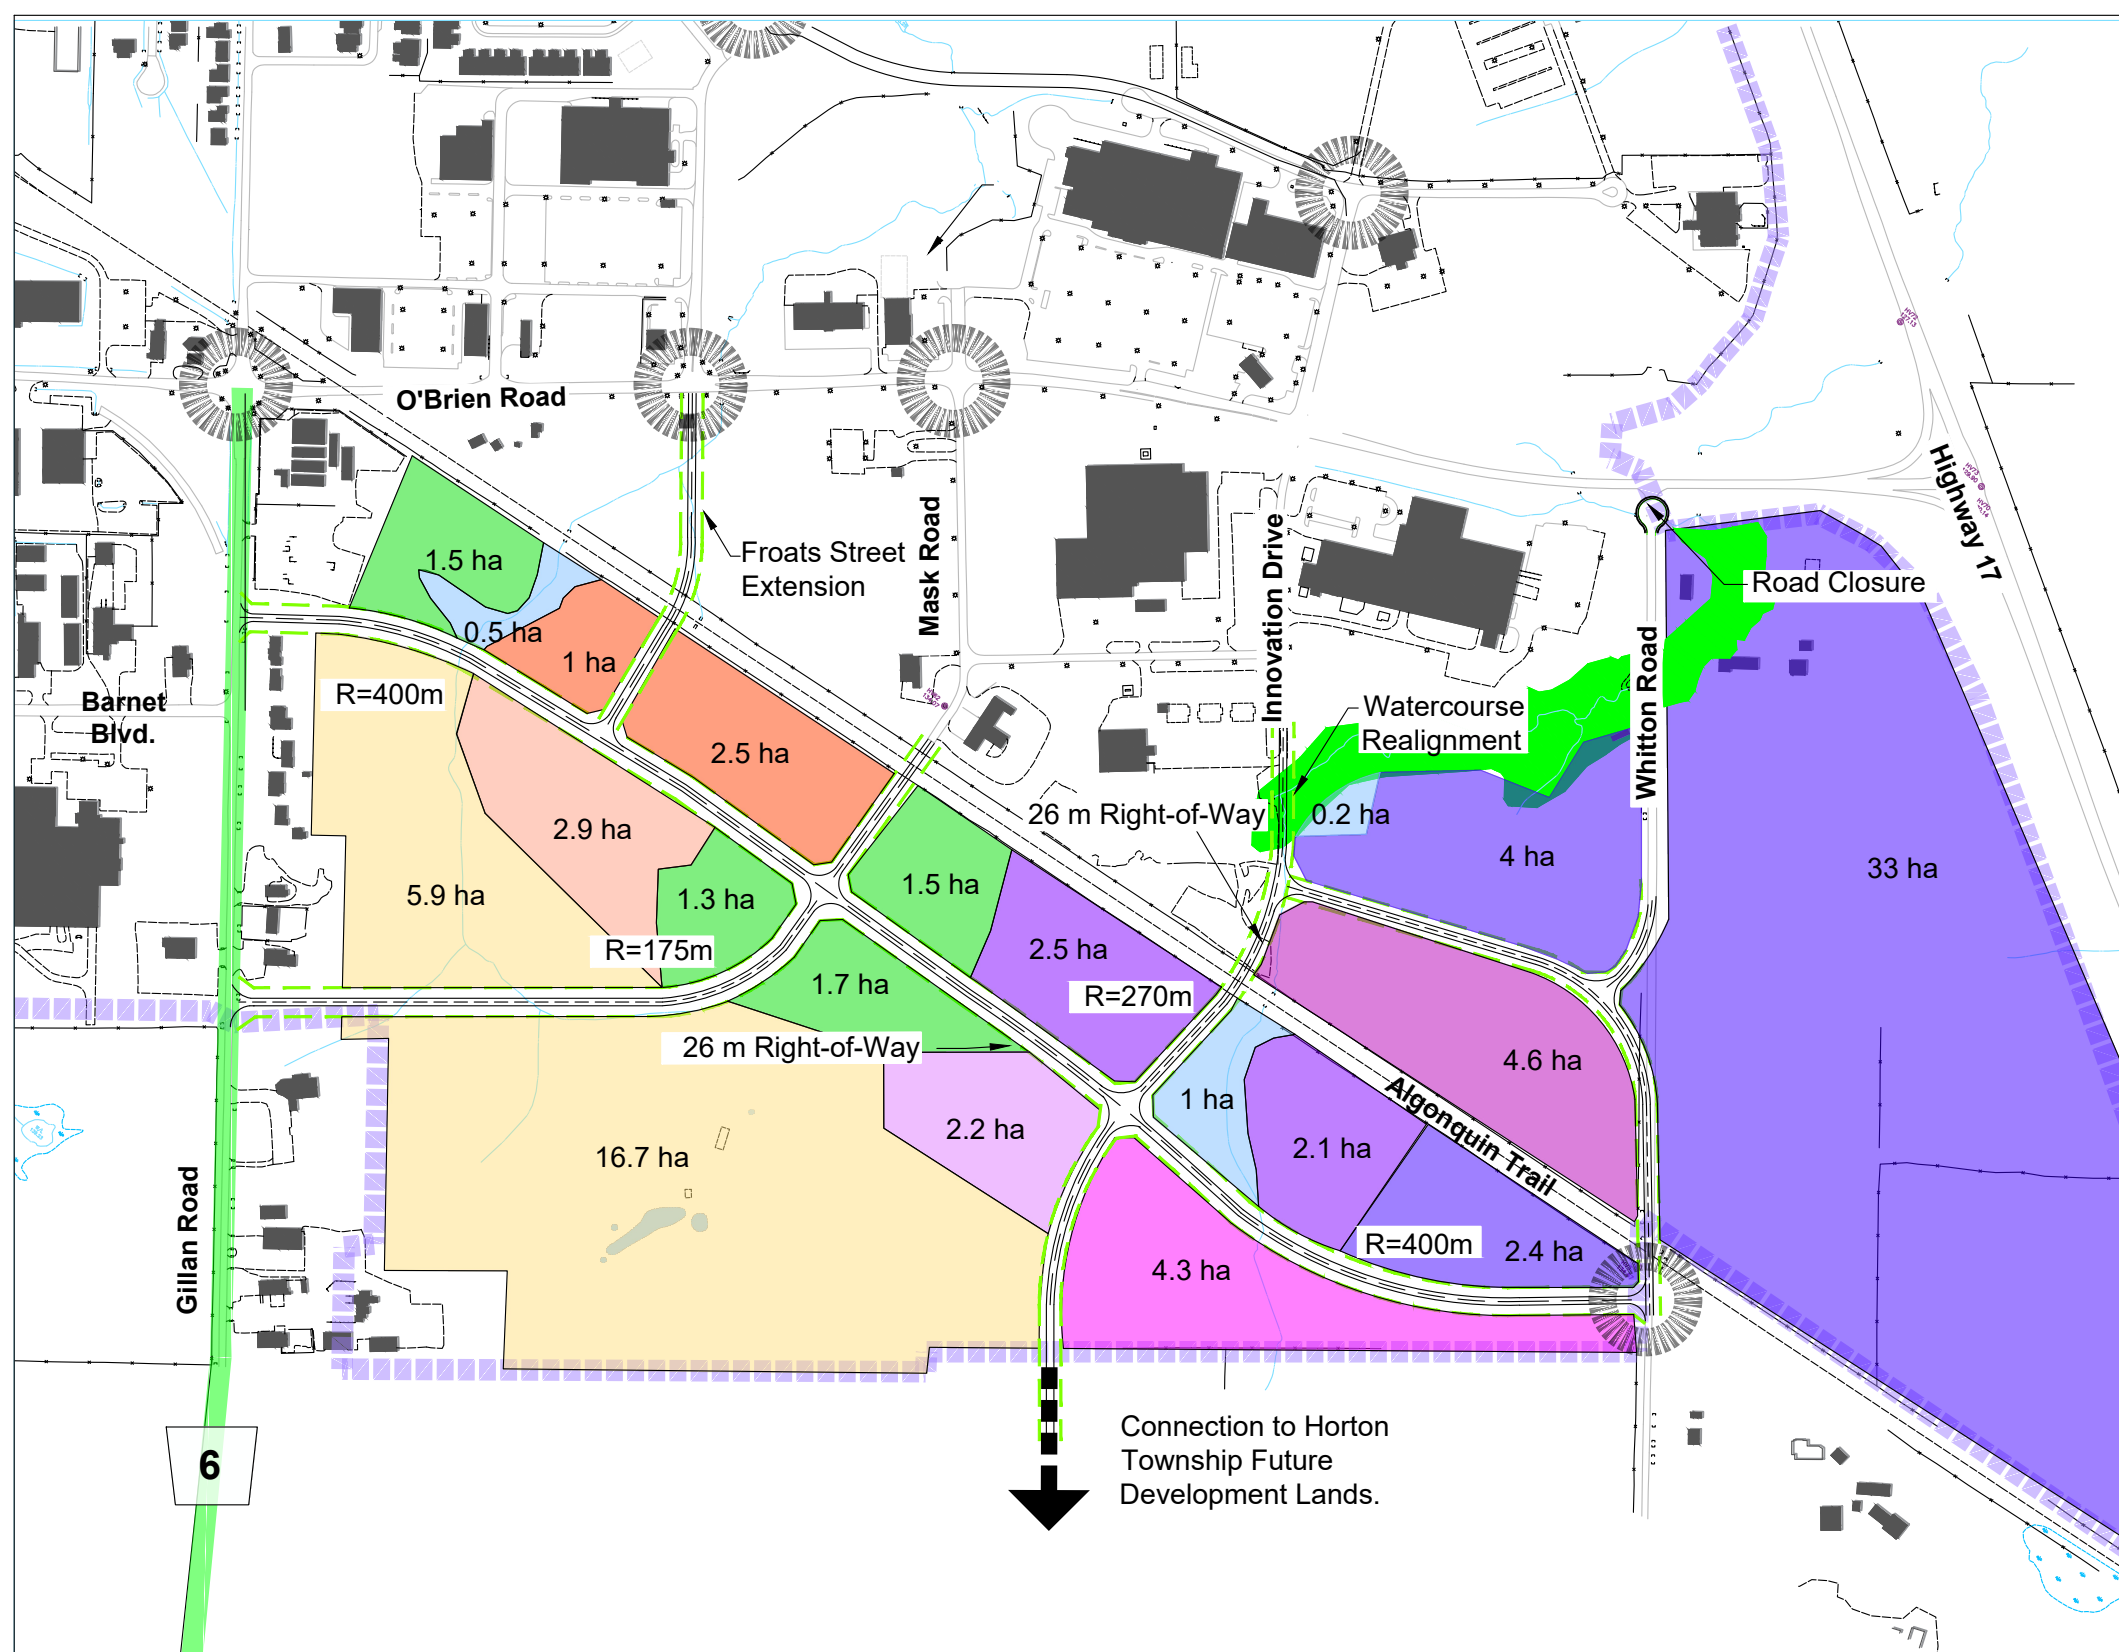 O'Brien Road
Highway 17
1.5 ha
Froats Street
Extension
Mask Road
Innovation Drive
Road Closure
0.5 ha
1 ha
R=400m
Barnet
Blvd.
Whitton Road
Watercourse
Realignment
2.5 ha
26 m Right-of-Way
0.2 ha
2.9 ha
4 ha
33 ha
5.9 ha
1.3 ha
1.5 ha
R=175m
2.5 ha
1.7 ha
R=270m
26 m Right-of-Way
4.6 ha
Algonquin Trail
1 ha
2.2 ha
2.1 ha
16.7 ha
Gillan Road
R=400m
2.4 ha
4.3 ha
6
Connection to Horton
Township Future
Development Lands.